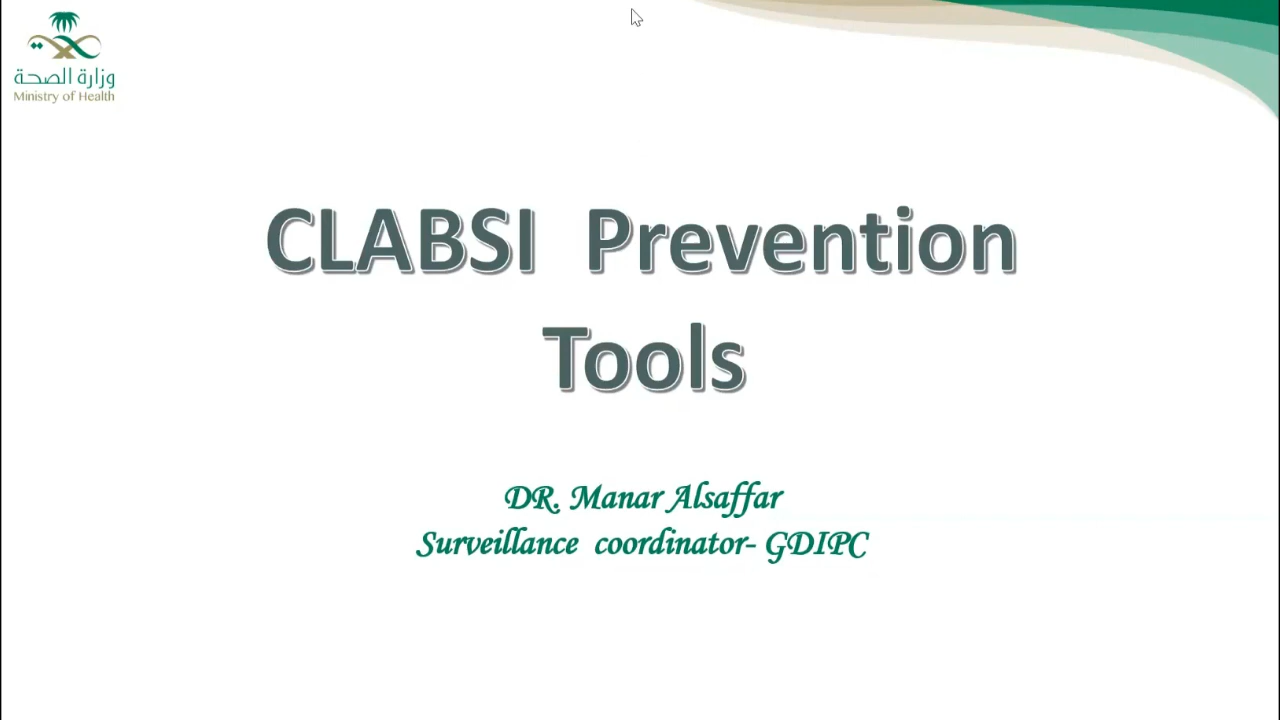 وزارة الصحة
Ministry of Health
CLABSI Prevention
Tools
DR. Manar Alsaffar
Surveillance coordinator- GDIPC